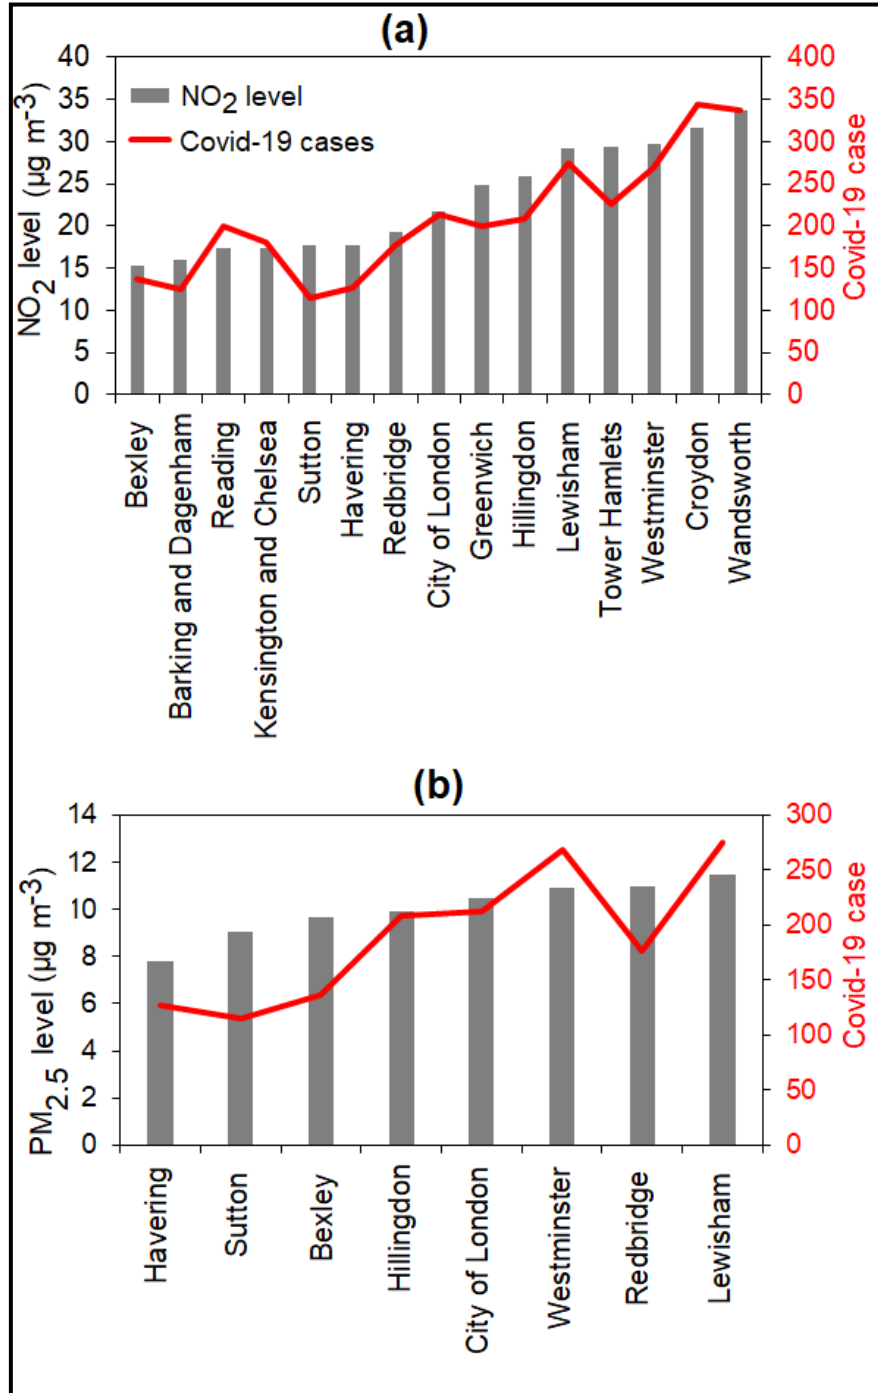 (a)
NO2 level (µg m-3)
40
35
30
25
20
15
10
5
0
NO2 level
Covid-19 cases
400
350
300
250
200
150
100
50
0
Covid-19 case
Bexley
Barking and Dagenham
Reading
Kensington and Chelsea
Sutton
Havering
Redbridge
City of London
Greenwich
Hillingdon
Lewisham
Tower Hamlets
Westminster
Croydon
Wandsworth
(b)
PM2.5 level (µg m-3)
14
12
10
8
6
4
2
0
300
250
200
150
100
50
0
Covid-19 case
Havering
Sutton
Bexley
Hillingdon
City of London
Westminster
Redbridge
Lewisham